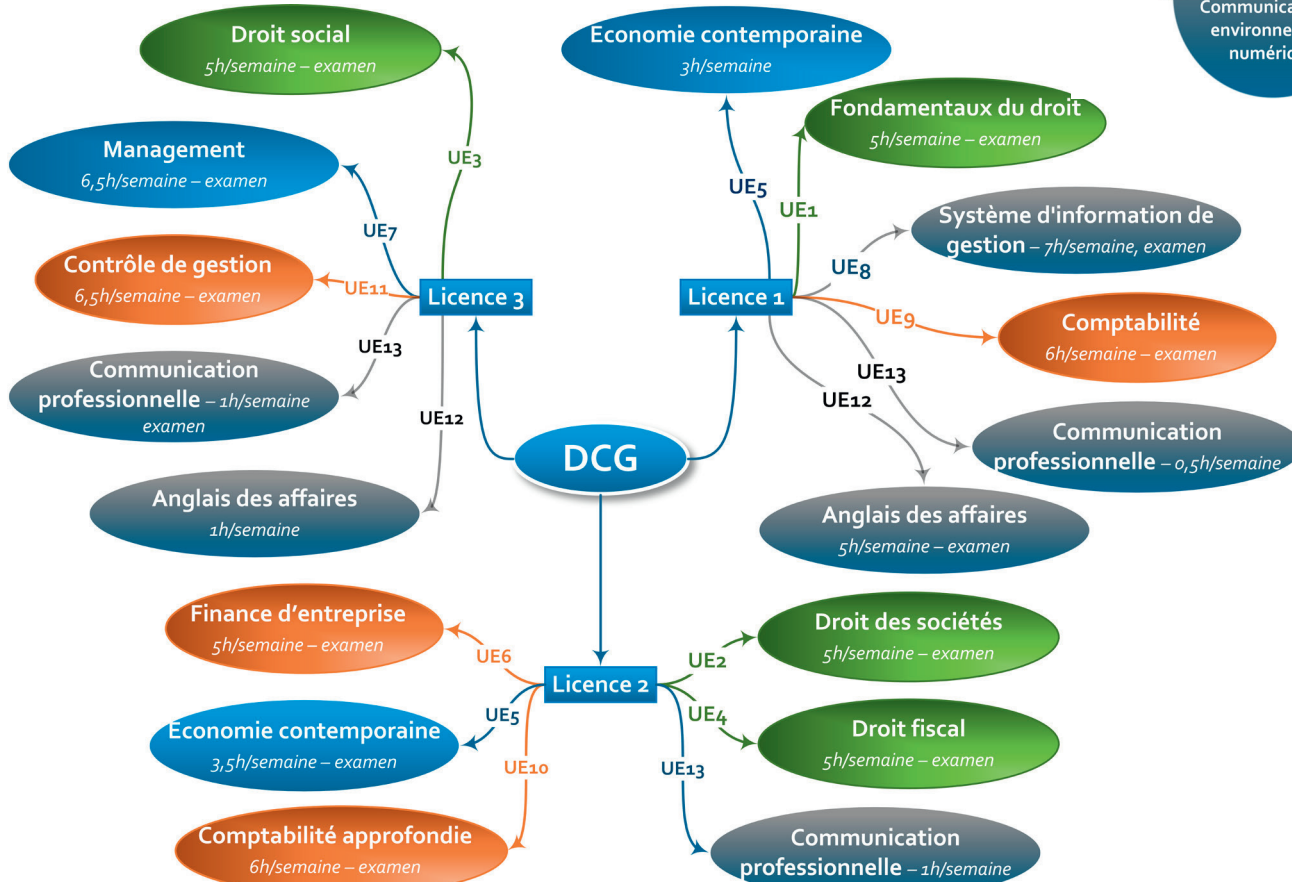 Droit social
5h/semaine – examen
Management
6,5h/semaine – examen
Contrôle de gestion
6,5h/semaine – examen
Communication
professionnelle – 1h/semaine
examen
Anglais des affaires
1h/semaine
UE3
UE7
UE11
UE13
UE12
Licence 3
Economie contemporaine
3h/semaine
Fondamentaux du droit
5h/semaine – examen
Système d'information de
gestion – 7h/semaine, examen
Comptabilité
6h/semaine – examen
Communication
professionnelle – 0,5h/semaine
Anglais des affaires
5h/semaine – examen
UE5
UE1
UE8
UE9
UE13
UE12
Licence 1
DCG
Finance d’entreprise
5h/semaine – examen
Economie contemporaine
3,5h/semaine – examen
Comptabilité approfondie
6h/semaine – examen
UE6
UE5
UE10
Licence 2
UE2
UE4
UE13
Droit des sociétés
5h/semaine – examen
Droit fiscal
5h/semaine – examen
Communication
professionnelle – 1h/semaine